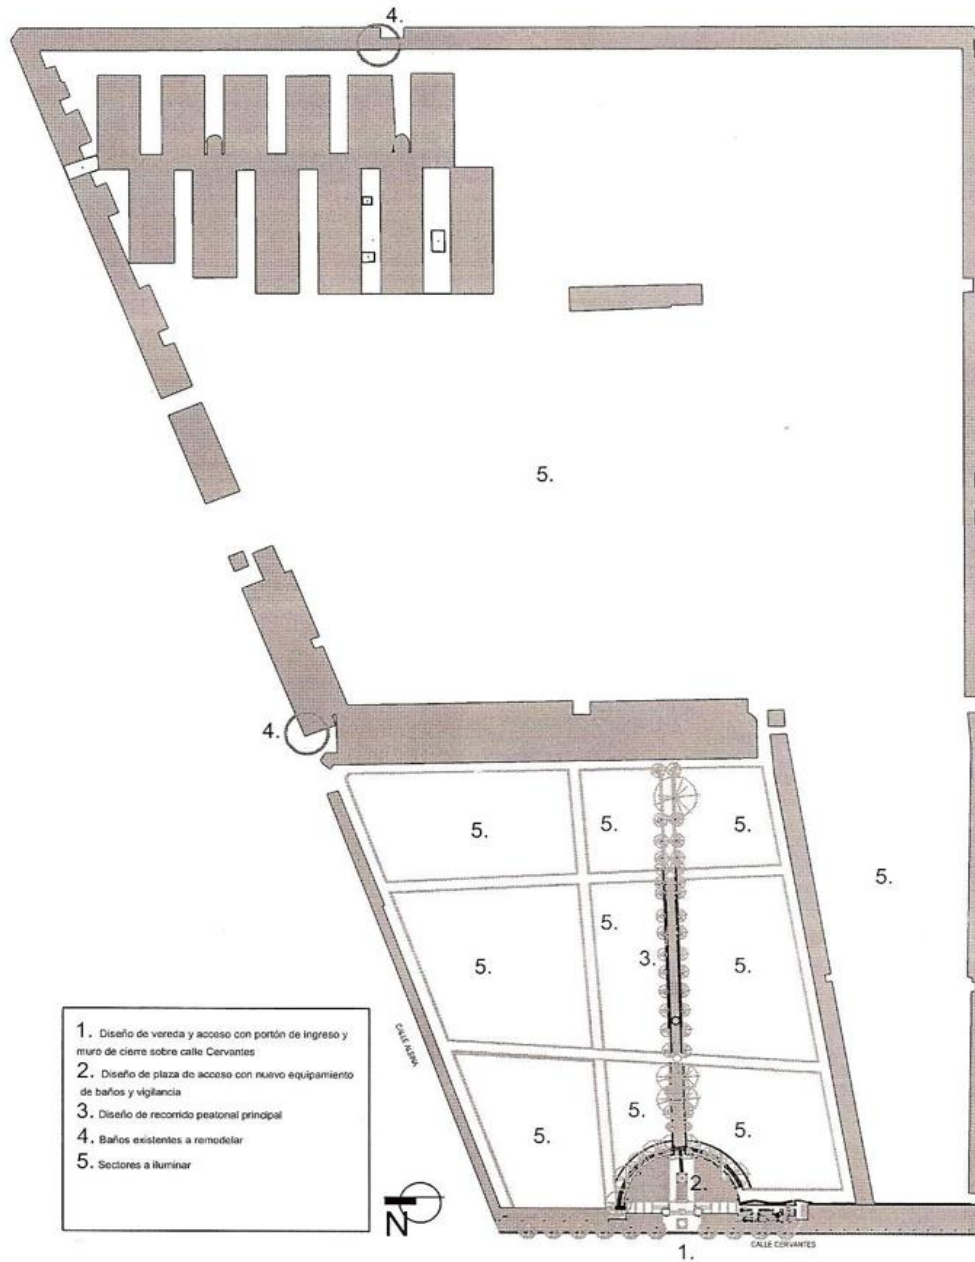 4.
5.
4.
5.
5.
5.
5.
5.
3.
5.
5.
5.
5.
5.
2.
1.
CALLE ALSINA
CALLE CERVANTES
N
1. Diseño de vereda y acceso con portón de ingreso y
muro de cierre sobre calle Cervantes
2. Diseño de plaza de acceso con nuevo equipamiento
de baños y vigilancia
3. Diseño de recorrido peatonal principal
4. Baños existentes a remodelar
5. Sectores a iluminar